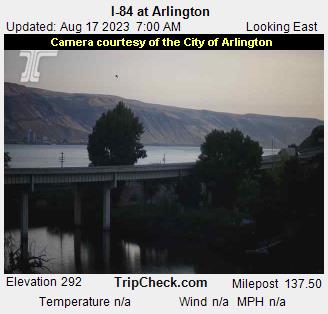 I-84 at Arlington
Updated: Aug 17 2023 7:00 AM Looking East
Camera courtesy of the City of Arlington
Elevation 292 TripCheck.com Milepost 137.50
Temperature n/a Wind n/a MPH n/a